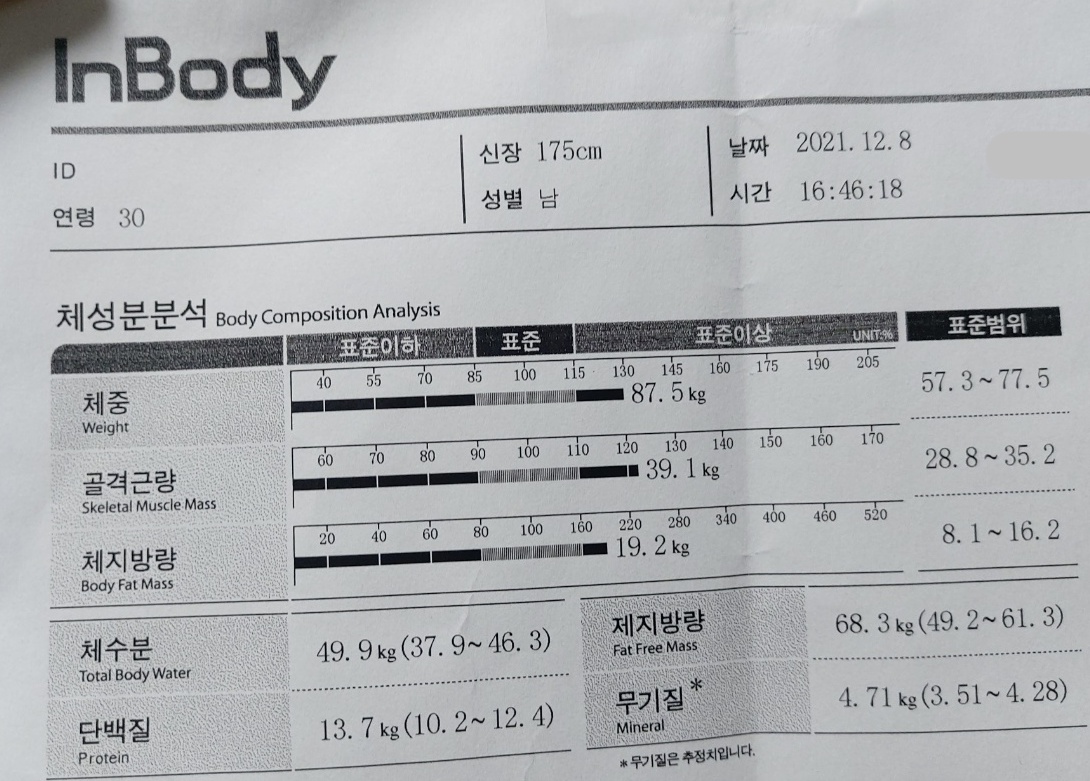 InBody
ID
연령 30
신장 175cm
성별 남
날짜 2021. 12. 8
시간 16:46:18
체성분분석 Body Composition Analysis
표준이하 표준 표준이상 UNIT:% 표준범위
40 55 70 85 100 115 130 145 160 175 190 205
체중 87.5 kg 57.3~77.5
Weight
60 70 80 90 100 110 120 130 140 150 160 170
골격근량 39.1 kg 28.8~35.2
Skeletal Muscle Mass
20 40 60 80 100 160 220 280 340 400 460 520
체지방량 19.2 kg 8.1~16.2
Body Fat Mass
체수분 49.9 kg (37.9~46.3)
Total Body Water
제지방량 68.3 kg (49.2~61.3)
Fat Free Mass
단백질 13.7 kg (10.2~12.4)
Protein
무기질* 4.71 kg (3.51~4.28)
Mineral
*무기질은 추정치입니다.